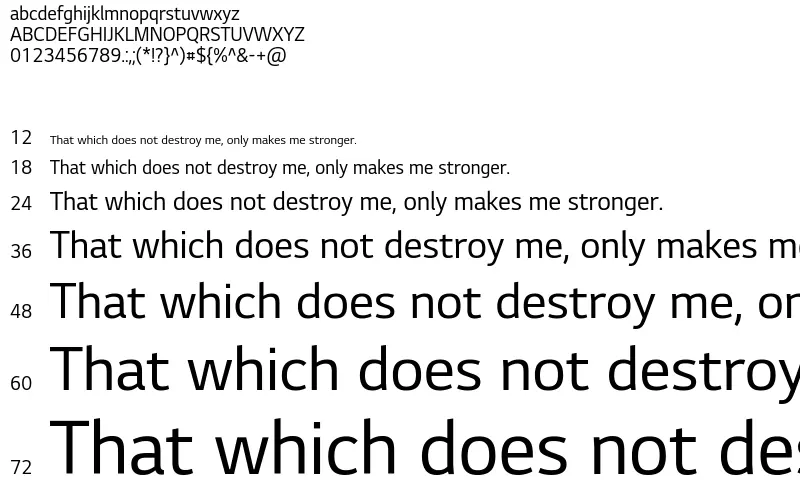 abcdefghijklmnopqrstuvwxyz
ABCDEFGHIJKLMNOPQRSTUVWXYZ
0123456789.:,;(*!?}^)#${%^&-+@
12 That which does not destroy me, only makes me stronger.
18 That which does not destroy me, only makes me stronger.
24 That which does not destroy me, only makes me stronger.
36 That which does not destroy me, only makes m
48 That which does not destroy me, on
60 That which does not destroy
72 That which does not des